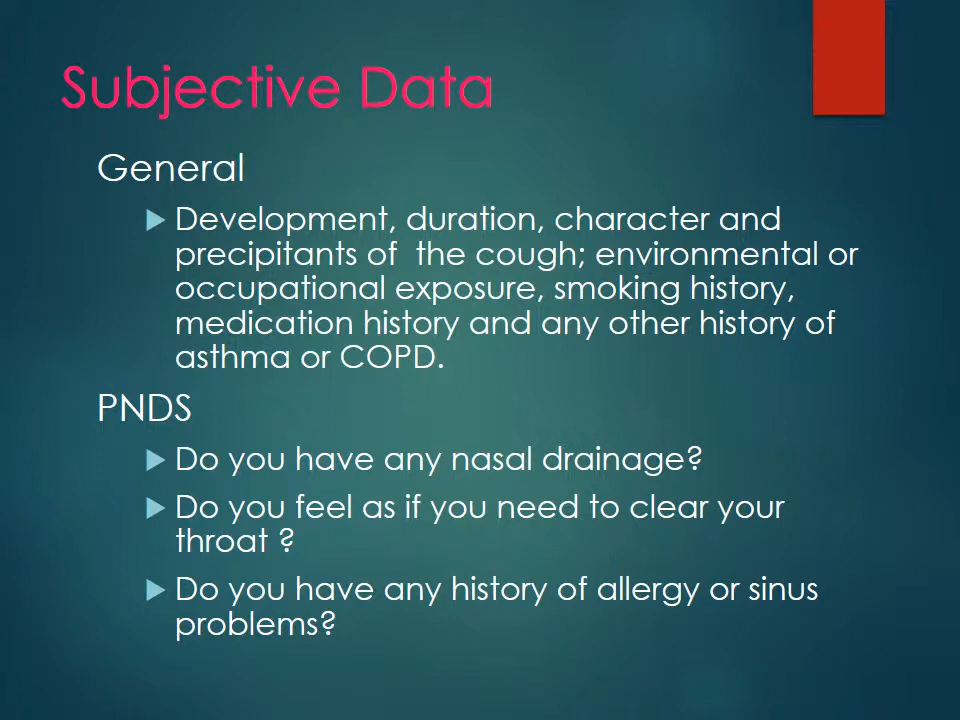 Subjective Data
General
Development, duration, character and
precipitants of  the cough; environmental or
occupational exposure, smoking history,
medication history and any other history of
asthma or COPD.
PNDS
Do you have any nasal drainage?
Do you feel as if you need to clear your
throat ?
Do you have any history of allergy or sinus
problems?